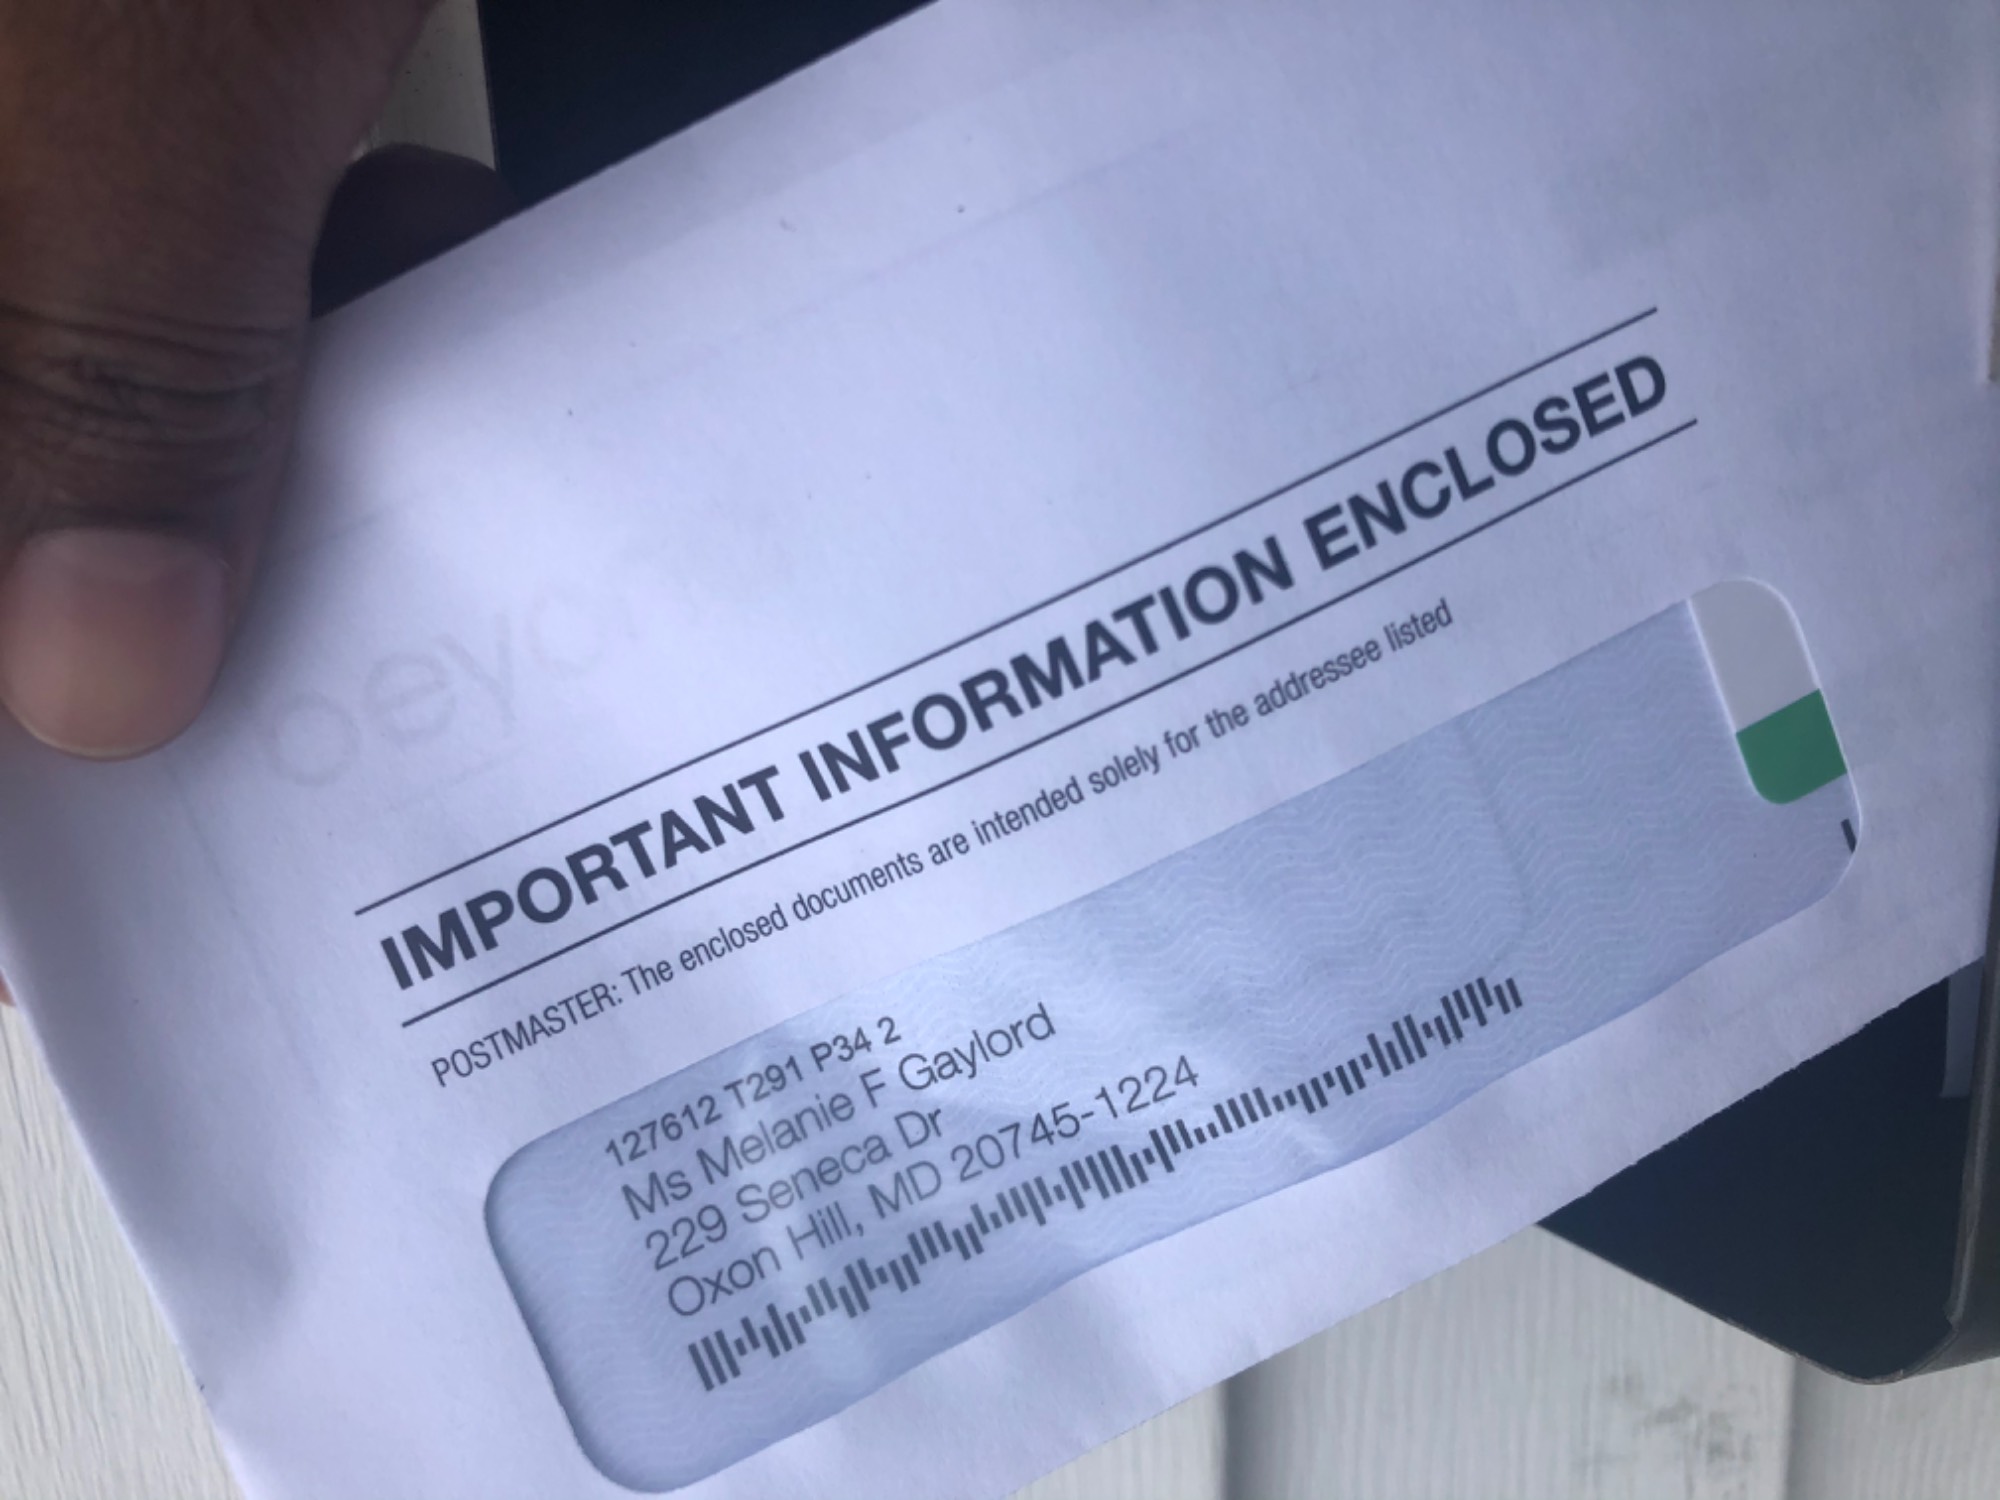 IMPORTANT INFORMATION ENCLOSED
POSTMASTER: The enclosed documents are intended solely for the addressee listed
127612 T291 P34 2
Ms Melanie F Gaylord
229 Seneca Dr
Oxon Hill, MD 20745-1224